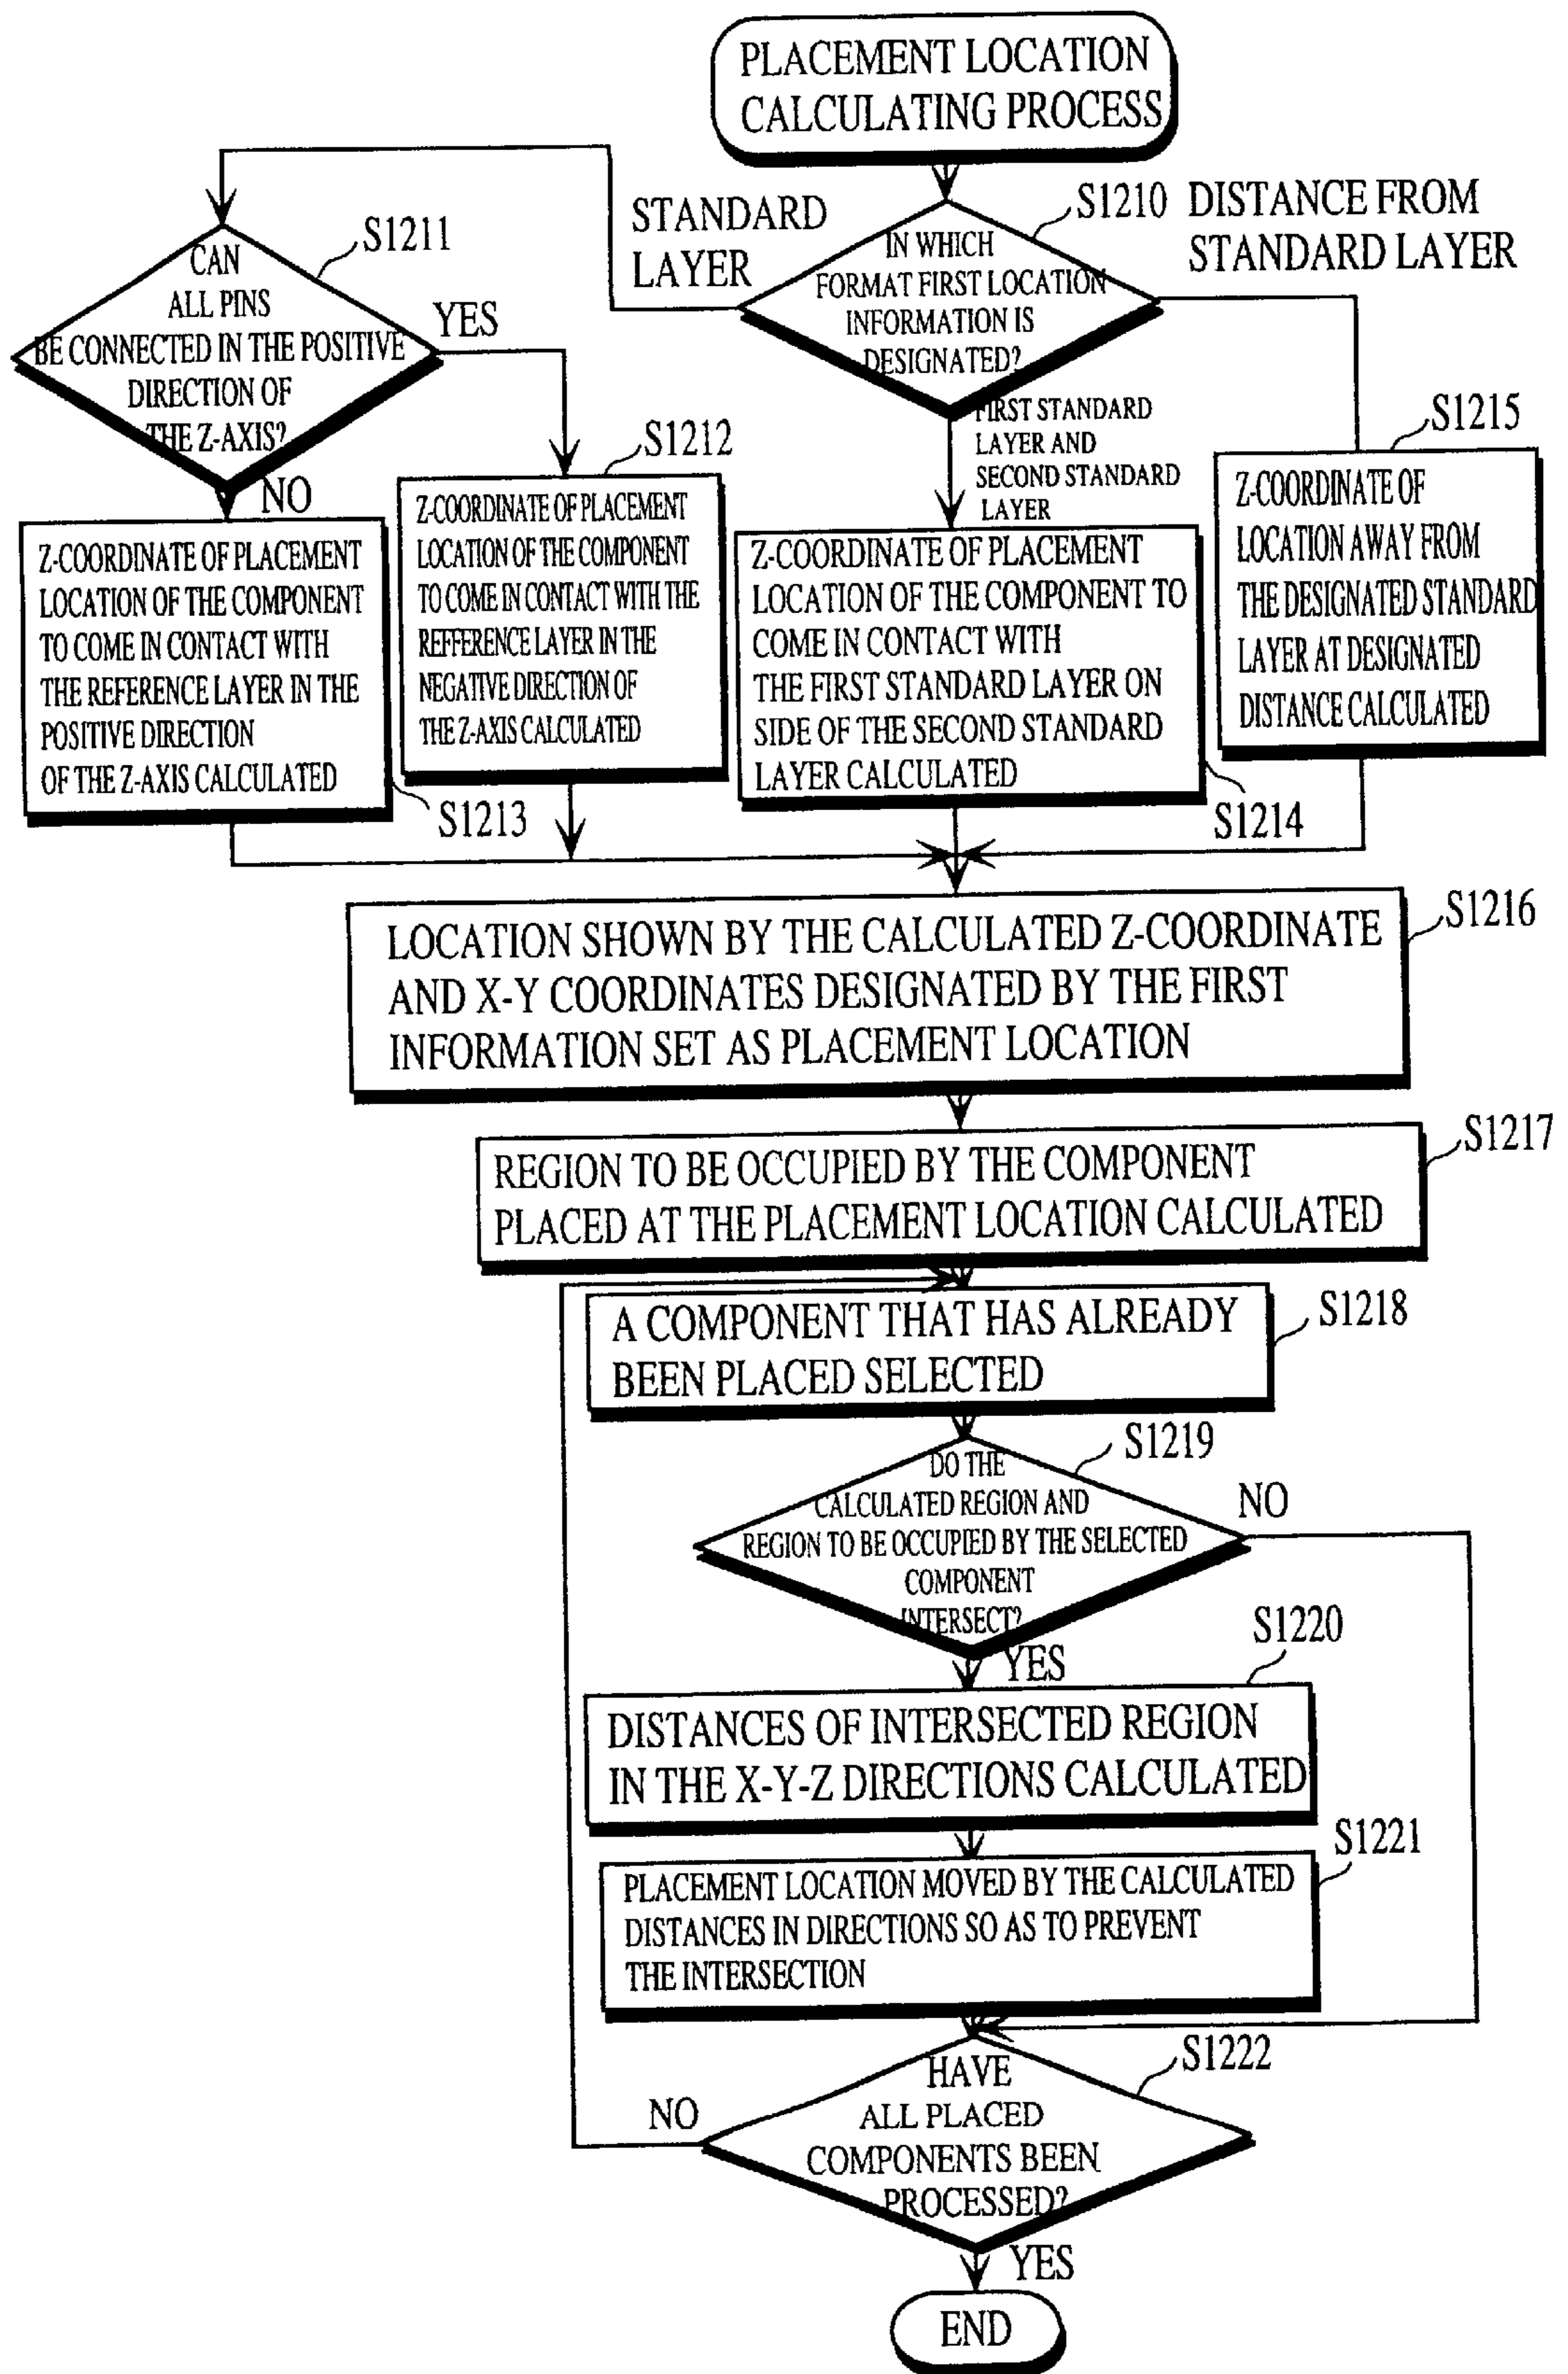 PLACEMENT LOCATION
CALCULATING PROCESS
S1210
IN WHICH
FORMAT FIRST LOCATION
INFORMATION IS
DESIGNATED?
STANDARD
LAYER
DISTANCE FROM
STANDARD LAYER
FIRST STANDARD
LAYER AND
SECOND STANDARD
LAYER
S1211
CAN
ALL PINS
BE CONNECTED IN THE POSITIVE
DIRECTION OF
THE Z-AXIS?
YES
NO
S1212
Z-COORDINATE OF PLACEMENT
LOCATION OF THE COMPONENT
TO COME IN CONTACT WITH THE
REFFERENCE LAYER IN THE
NEGATIVE DIRECTION OF
THE Z-AXIS CALCULATED
Z-COORDINATE OF PLACEMENT
LOCATION OF THE COMPONENT
TO COME IN CONTACT WITH
THE REFERENCE LAYER IN THE
POSITIVE DIRECTION
OF THE Z-AXIS CALCULATED
S1213
Z-COORDINATE OF PLACEMENT
LOCATION OF THE COMPONENT TO
COME IN CONTACT WITH
THE FIRST STANDARD LAYER ON
SIDE OF THE SECOND STANDARD
LAYER CALCULATED
S1214
S1215
Z-COORDINATE OF
LOCATION AWAY FROM
THE DESIGNATED STANDARD
LAYER AT DESIGNATED
DISTANCE CALCULATED
S1216
LOCATION SHOWN BY THE CALCULATED Z-COORDINATE
AND X-Y COORDINATES DESIGNATED BY THE FIRST
INFORMATION SET AS PLACEMENT LOCATION
S1217
REGION TO BE OCCUPIED BY THE COMPONENT
PLACED AT THE PLACEMENT LOCATION CALCULATED
S1218
A COMPONENT THAT HAS ALREADY
BEEN PLACED SELECTED
S1219
DO THE
CALCULATED REGION AND
REGION TO BE OCCUPIED BY THE SELECTED
COMPONENT
INTERSECT?
NO
YES
S1220
DISTANCES OF INTERSECTED REGION
IN THE X-Y-Z DIRECTIONS CALCULATED
S1221
PLACEMENT LOCATION MOVED BY THE CALCULATED
DISTANCES IN DIRECTIONS SO AS TO PREVENT
THE INTERSECTION
S1222
HAVE
ALL PLACED
COMPONENTS BEEN
PROCESSED?
NO
YES
END